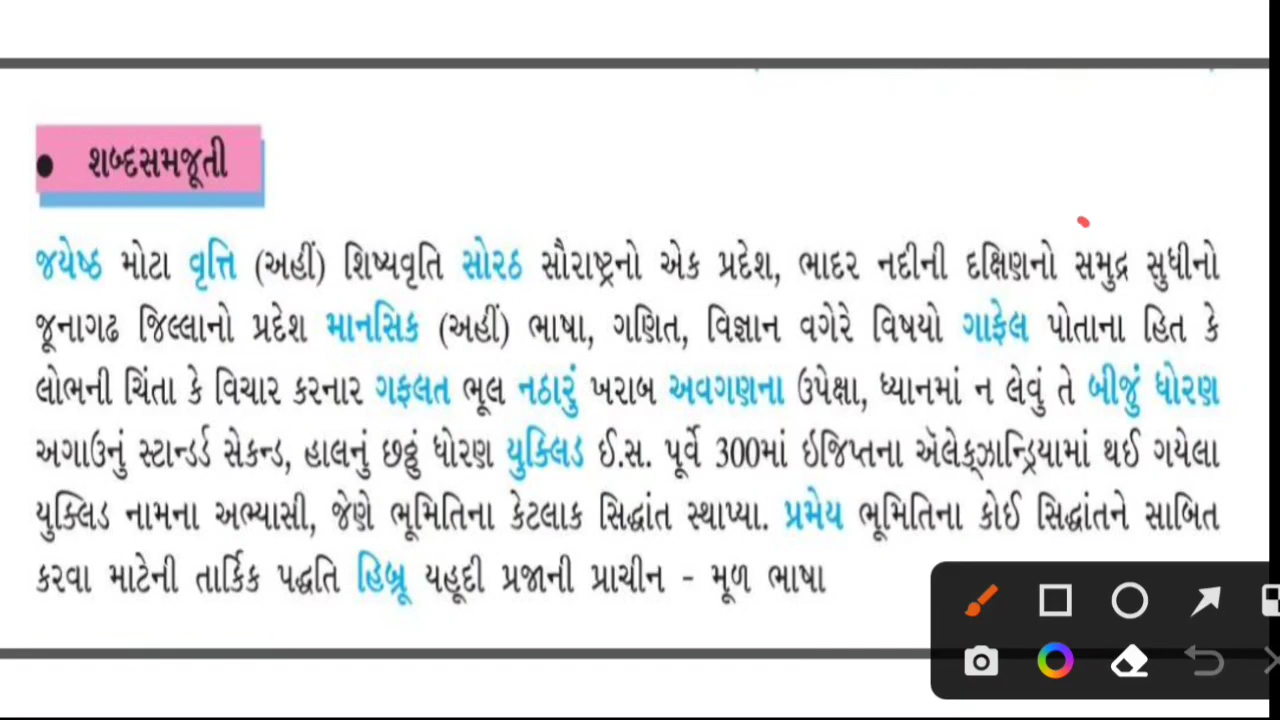 • શબ્દસમજૂતી
જયેષ્ઠ મોટા વૃત્તિ (અહીં) શિષ્યવૃતિ સોરઠ સૌરાષ્ટ્રનો એક પ્રદેશ, ભાદર નદીની દક્ષિણનો સમુદ્ર સુધીનો
જૂનાગઢ જિલ્લાનો પ્રદેશ માનસિક (અહીં) ભાષા, ગણિત, વિજ્ઞાન વગેરે વિષયો ગાફેલ પોતાના હિત કે
લોભની ચિંતા કે વિચાર કરનાર ગફલત ભૂલ નઠારું ખરાબ અવગણના ઉપેક્ષા, ધ્યાનમાં ન લેવું તે બીજું ધોરણ
અગાઉનું સ્ટાન્ડર્ડ સેકન્ડ, હાલનું છઠ્ઠું ધોરણ યુક્લિડ ઈ.સ. પૂર્વે 300માં ઇજિપ્તના ઍલેક્ઝાન્ડ્રિયામાં થઈ ગયેલા
યુક્લિડ નામના અભ્યાસી, જેણે ભૂમિતિના કેટલાક સિદ્ધાંત સ્થાપ્યા. પ્રમેય ભૂમિતિના કોઈ સિદ્ધાંતને સાબિત
કરવા માટેની તાર્કિક પદ્ધતિ હિબ્રૂ યહૂદી પ્રજાની પ્રાચીન - મૂળ ભાષા